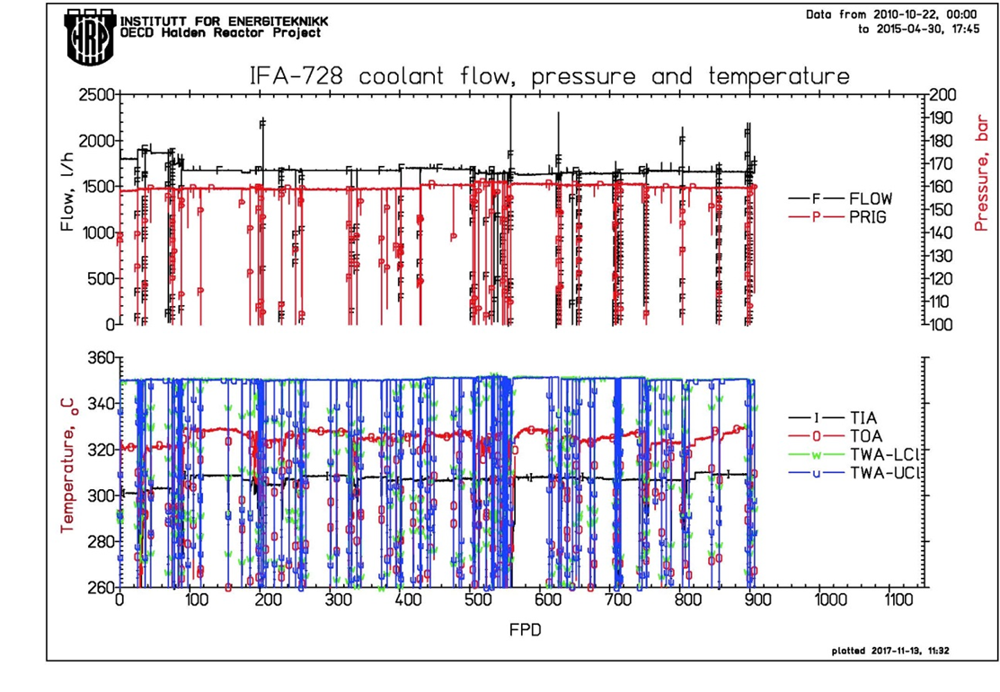 INSTITUTT FOR ENERGITEKNIKK
OECD Halden Reactor Project
HRP
Data from 2010-10-22, 00:00
to 2015-04-30, 17:45
IFA-728 coolant flow, pressure and temperature
2500
2000
1500
1000
500
0
Flow, l/h
200
190
180
170
160
150
140
130
120
110
100
Pressure, bar
F FLOW
P PRIG
360
340
320
300
280
260
Temperature, oC
I TIA
O TOA
W TWA-LCl
U TWA-UCl
0 100 200 300 400 500 600 700 800 900 1000 1100
FPD
plotted 2017-11-13, 11:32